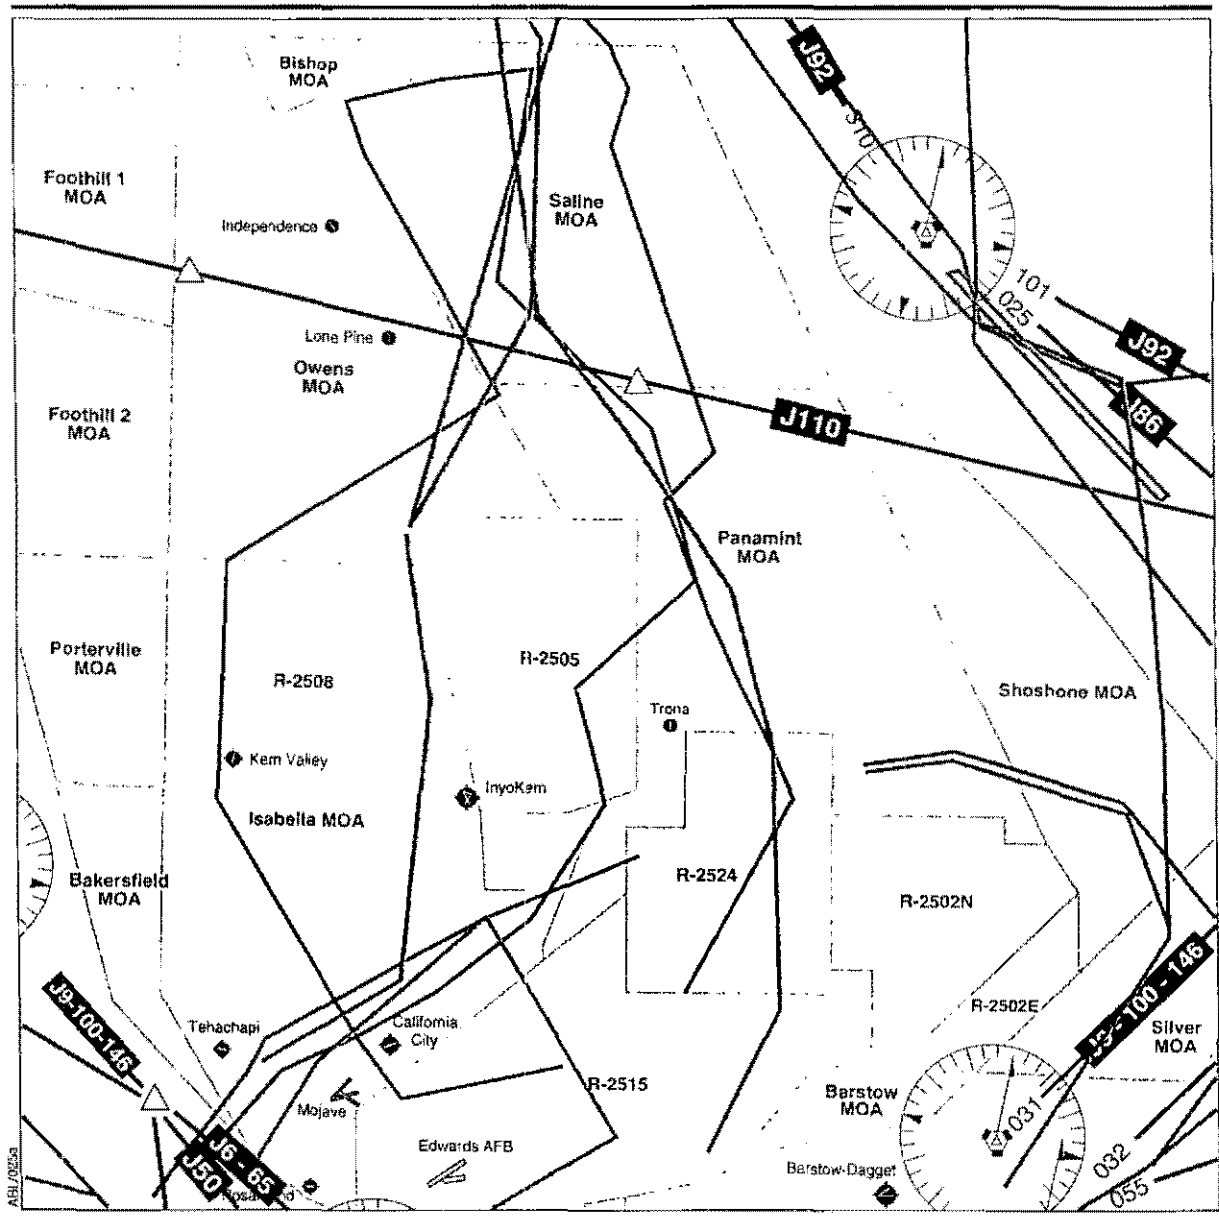 Bishop
MOA
J92
310
Foothill 1
MOA
Saline
MOA
Independence
101
025
J92
Lone Pine
Owens
MOA
Foothill 2
MOA
J86
J110
Panamint
MOA
Porterville
MOA
R-2505
R-2508
Shoshone MOA
Trona
Kern Valley
InyoKern
Isabella MOA
R-2524
Bakersfield
MOA
R-2502N
J9-100-146
R-2502E
Tehachapi
California
City
Silver
MOA
R-2515
Mojave
Barstow
MOA
031
Edwards AFB
J6 - 65
J50
032
Barstow-Dagget
055